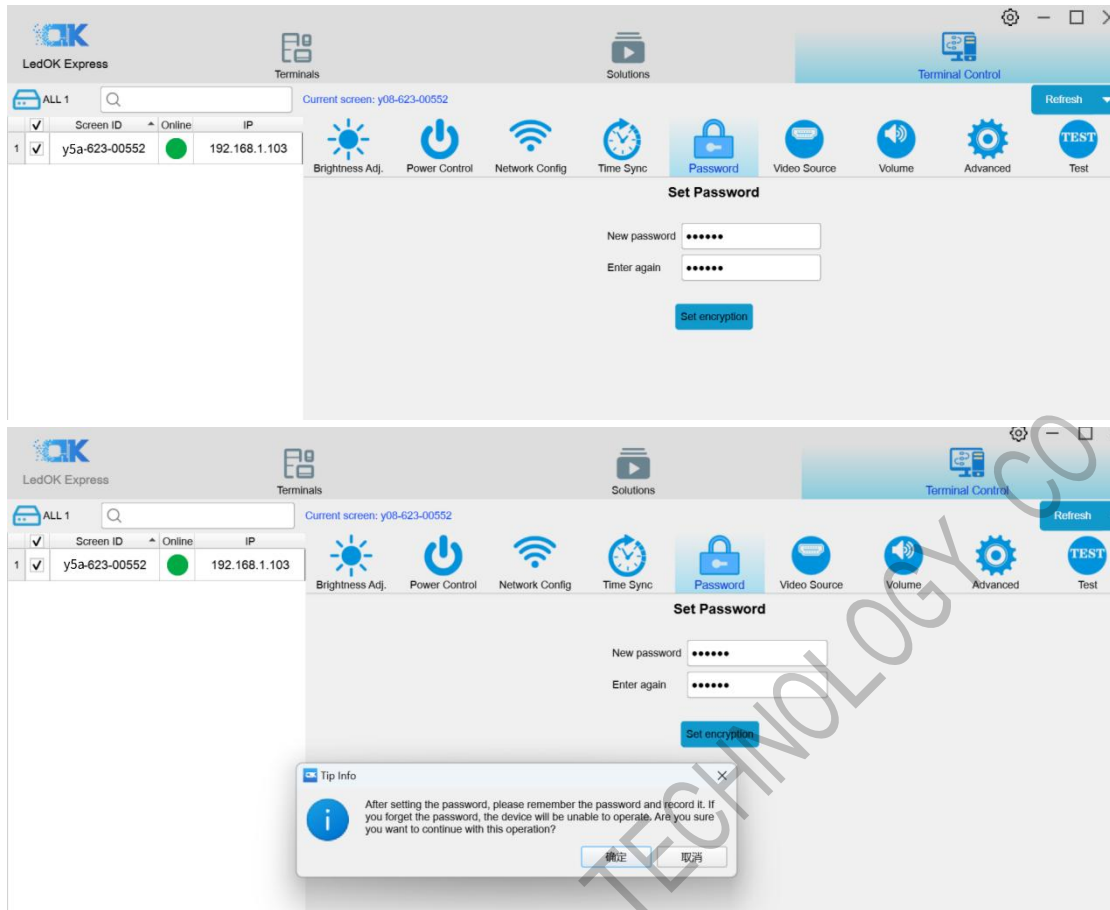 LedOK Express
Terminals
Solutions
Terminal Control
ALL 1
Current screen: y08-623-00552
Refresh
Screen ID Online IP
1 y5a-623-00552 192.168.1.103
Brightness Adj. Power Control Network Config Time Sync Password Video Source Volume Advanced Test
TEST
Set Password
New password ••••••
Enter again ••••••
Set encryption
LedOK Express
Terminals
Solutions
Terminal Control
ALL 1
Current screen: y08-623-00552
Refresh
Screen ID Online IP
1 y5a-623-00552 192.168.1.103
Brightness Adj. Power Control Network Config Time Sync Password Video Source Volume Advanced Test
TEST
Set Password
New password ••••••
Enter again ••••••
Set encryption
Tip Info
After setting the password, please remember the password and record it. If
you forget the password, the device will be unable to operate. Are you sure
you want to continue with this operation?
确定 取消
TECHNOLOGY CO